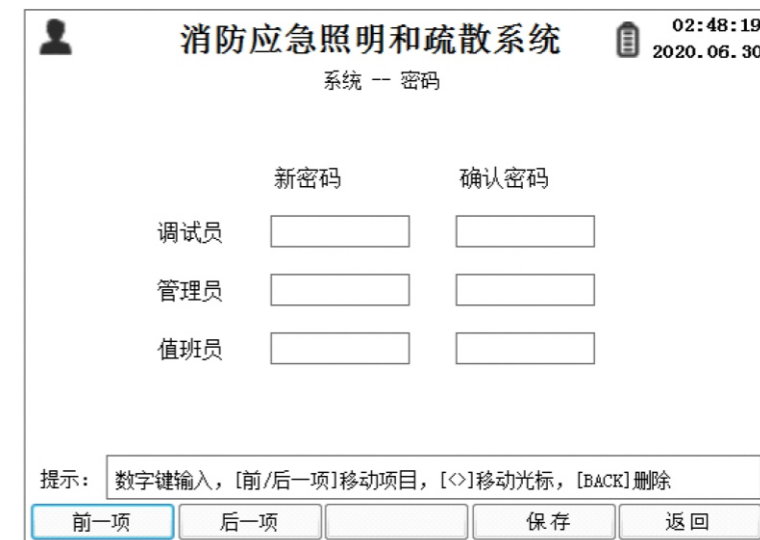 消防应急照明和疏散系统 02:48:19
系统 -- 密码 2020.06.30
新密码 确认密码
调试员
管理员
值班员
提示: 数字键输入，[前/后一项]移动项目，[<>]移动光标，[BACK]删除
前一项 后一项 保存 返回